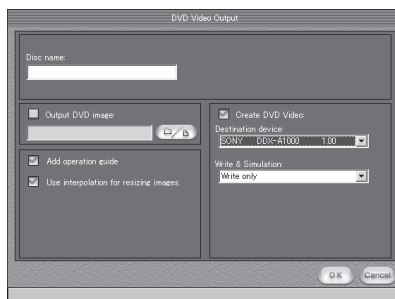 DVD Video Output
Disc name:
Output DVD image:
Add operation guide
Use interpolation for resizing images.
Create DVD Video:
Destination device:
SONY DDX-A1000 1.00
Write & Simulation:
Write only
OK
Cancel